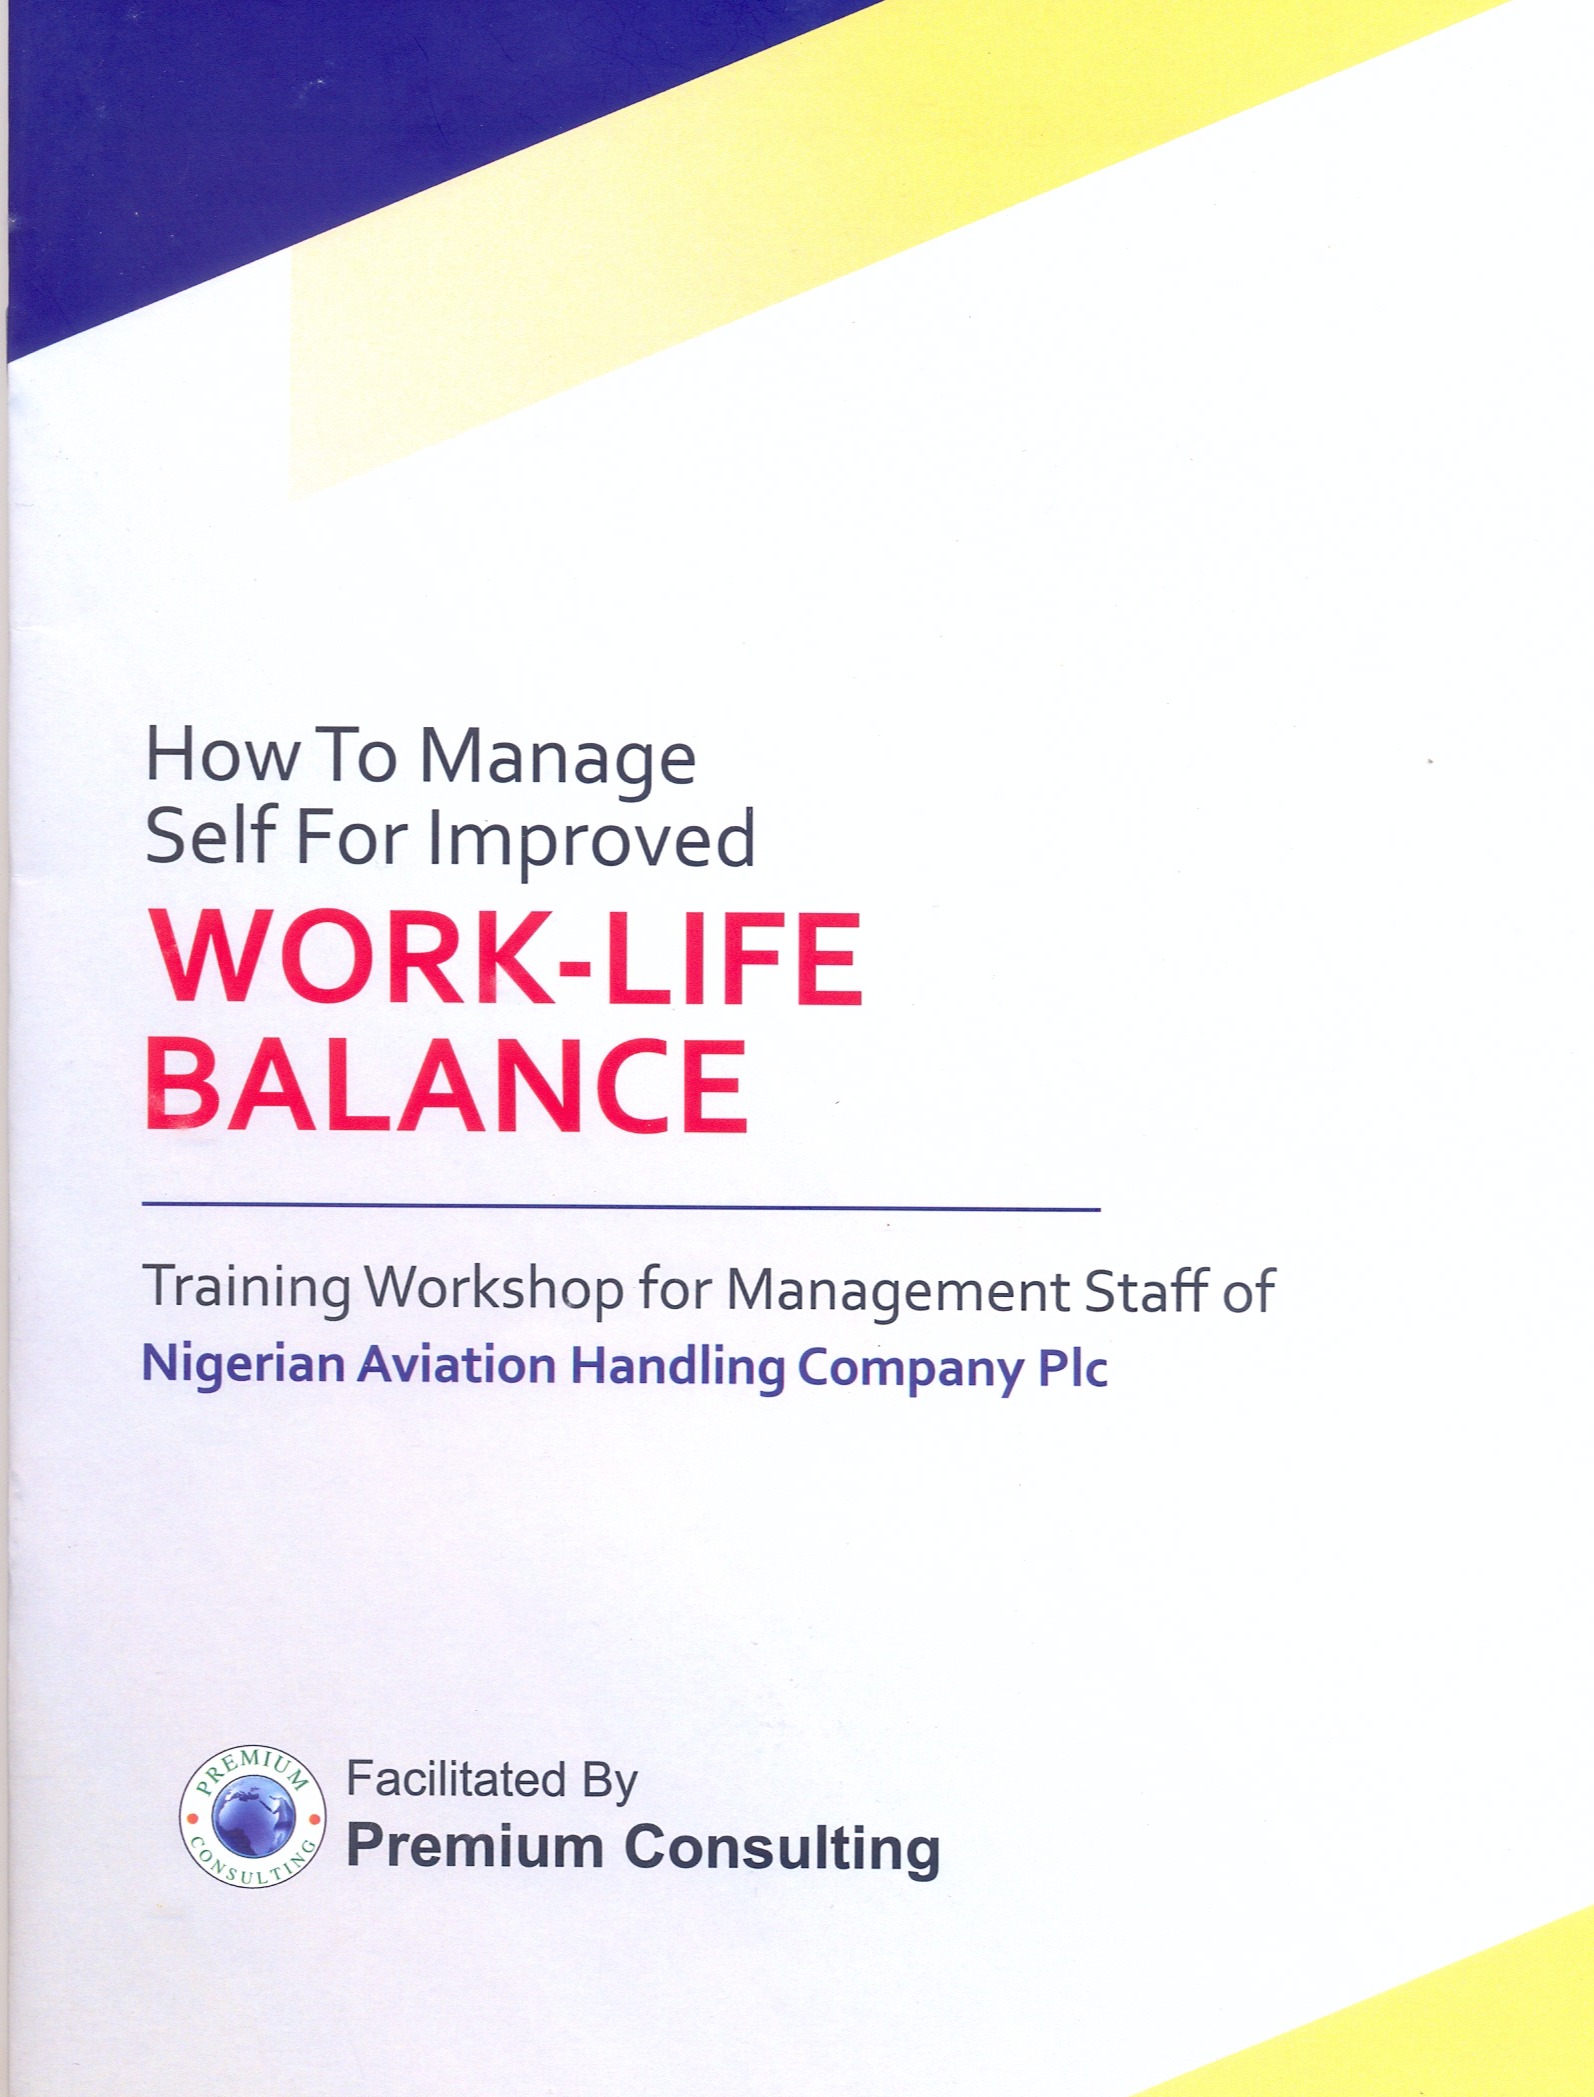 How To Manage
Self For Improved
WORK-LIFE
BALANCE
Training Workshop for Management Staff of
Nigerian Aviation Handling Company Plc
PREMIUM
CONSULTING
Facilitated By
Premium Consulting